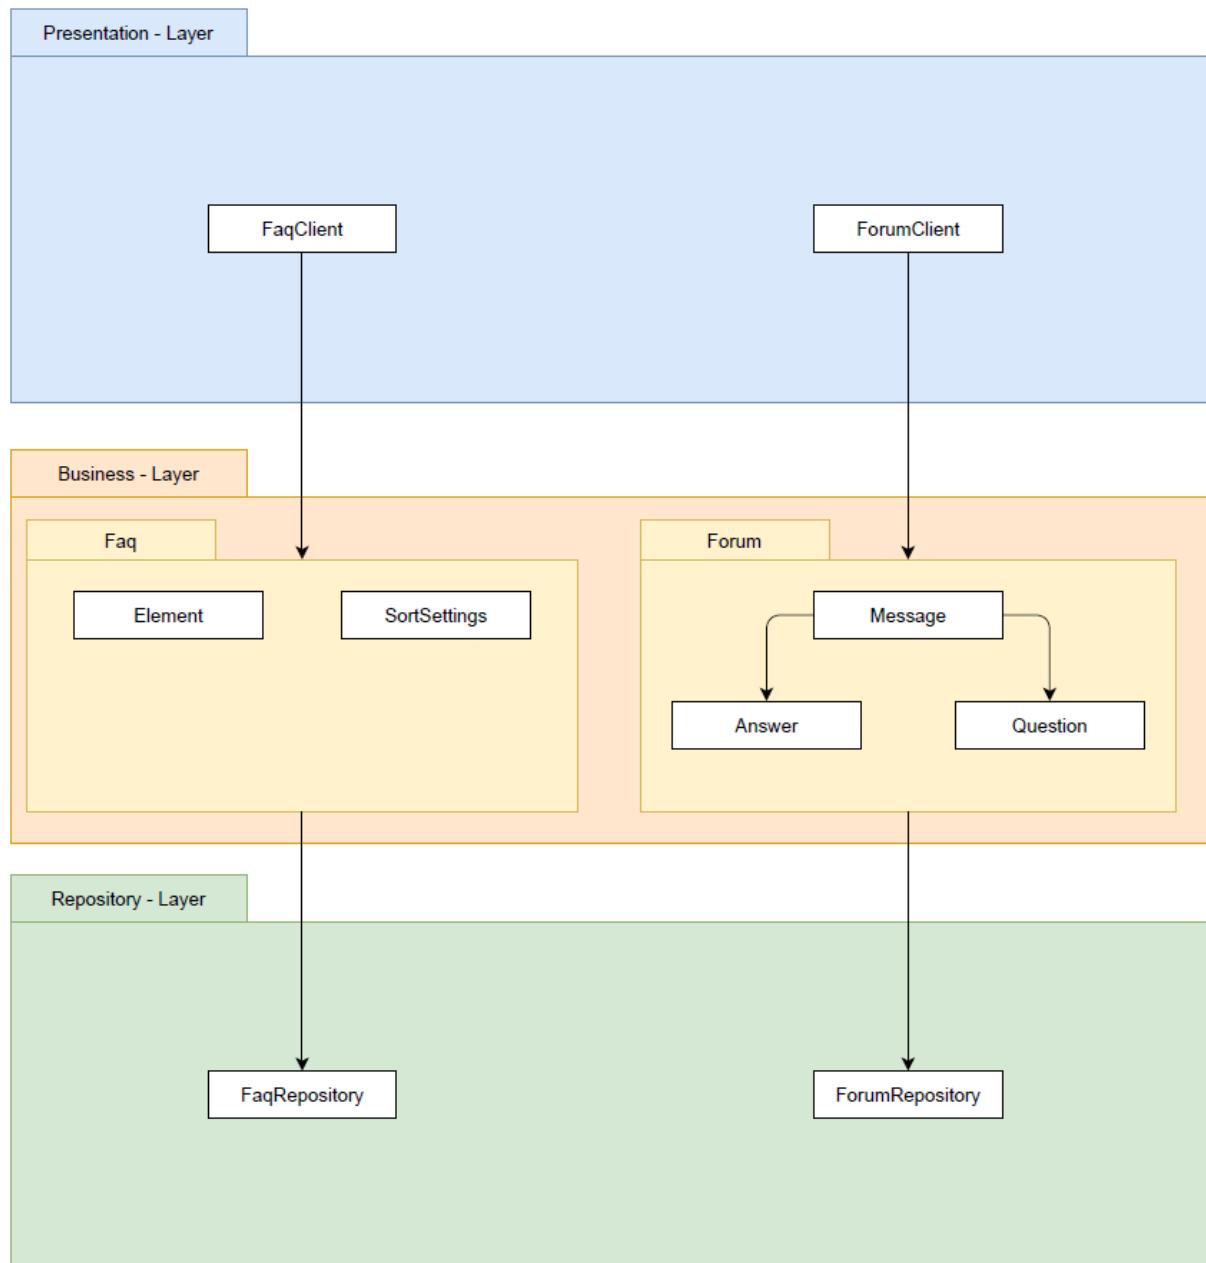 Presentation - Layer
FaqClient
ForumClient
Business - Layer
Faq
Forum
Element
SortSettings
Message
Answer
Question
Repository - Layer
FaqRepository
ForumRepository